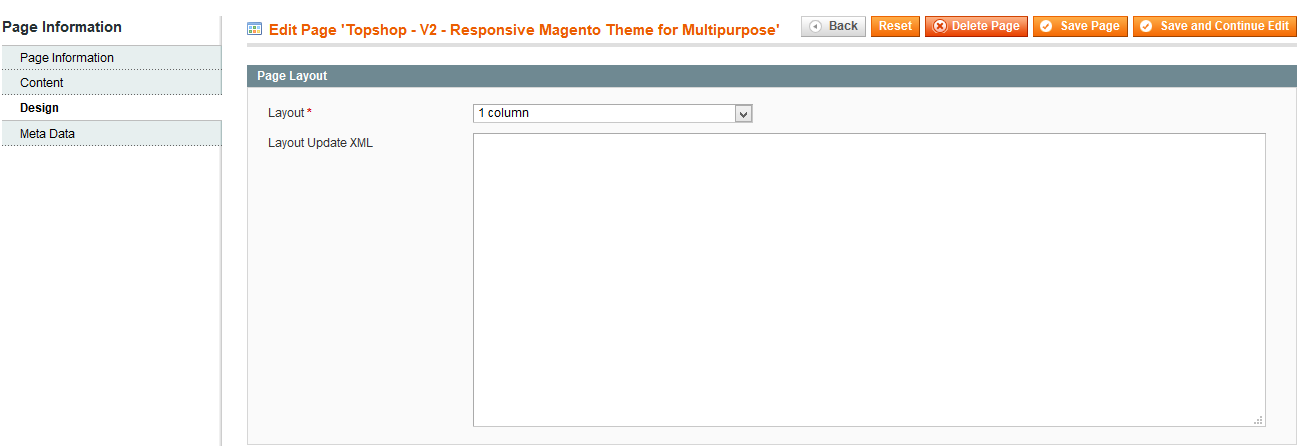 Page Information
Page Information
Content
Design
Meta Data
Edit Page 'Topshop - V2 - Responsive Magento Theme for Multipurpose'
Back
Reset
Delete Page
Save Page
Save and Continue Edit
Page Layout
Layout *
1 column
Layout Update XML